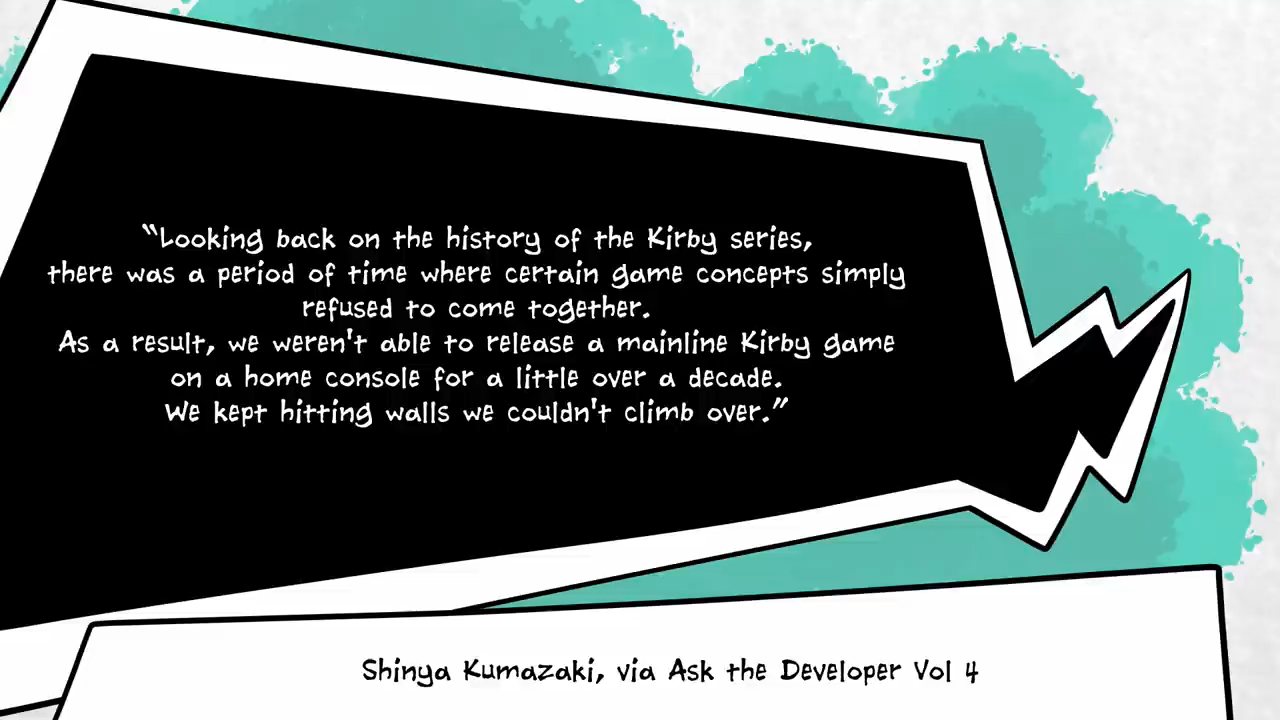 “Looking back on the history of the Kirby series,
there was a period of time where certain game concepts simply
refused to come together.
As a result, we weren't able to release a mainline Kirby game
on a home console for a little over a decade.
We kept hitting walls we couldn't climb over.”
Shinya Kumazaki, via Ask the Developer Vol 4